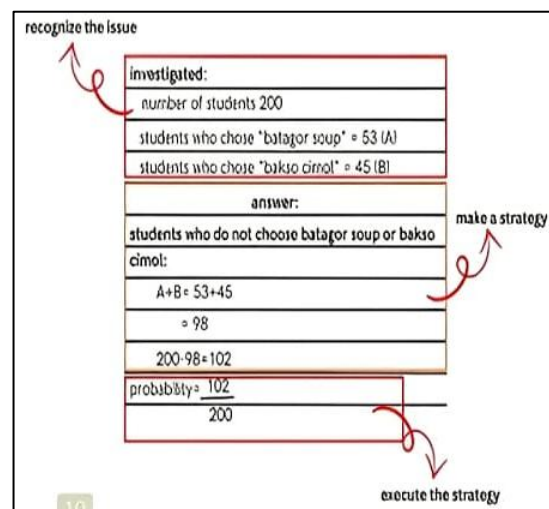 recognize the issue
investigated:
number of students 200
students who chose "batagor soup" = 53 (A)
students who chose "bakso cimol" = 45 (B)
answer:
students who do not choose batagor soup or bakso
cimol:
make a strategy
A+B= 53+45
= 98
200-98=102
probability= 102
200
execute the strategy
10